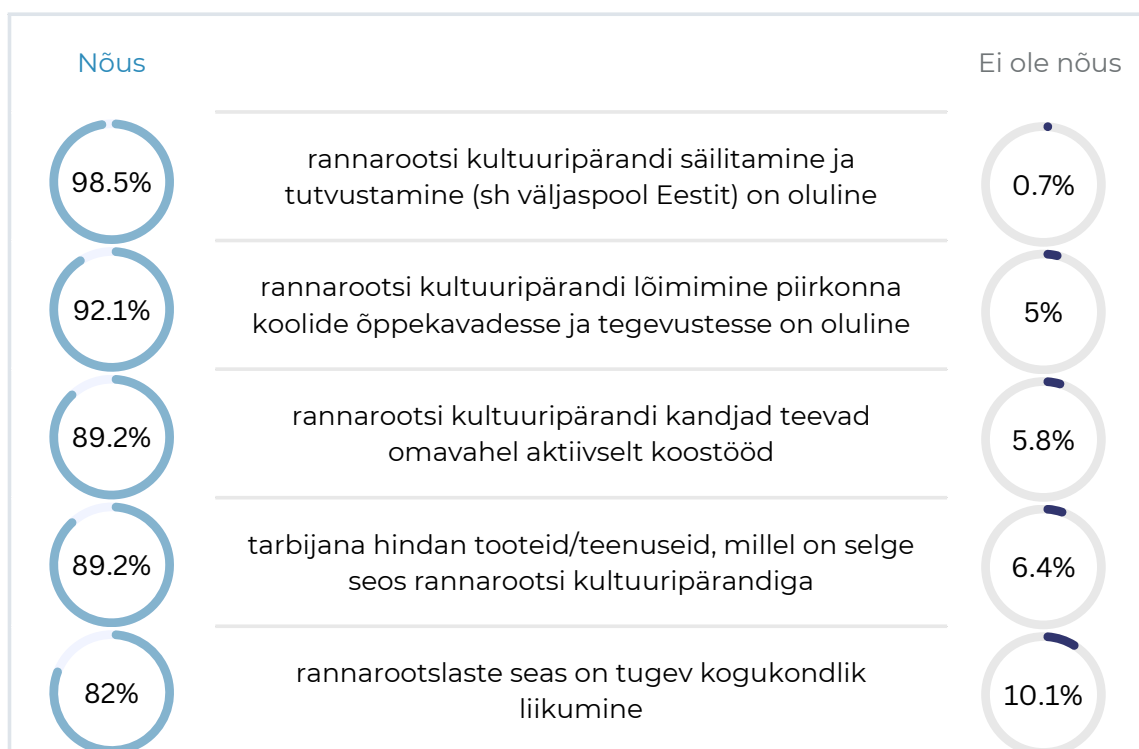 Nõus
Ei ole nõus
98.5%
rannarootsi kultuuripärandi säilitamine ja
tutvustamine (sh väljaspool Eestit) on oluline
0.7%
92.1%
rannarootsi kultuuripärandi lõimimine piirkonna
koolide õppekavadesse ja tegevustesse on oluline
5%
89.2%
rannarootsi kultuuripärandi kandjad teevad
omavahel aktiivselt koostööd
5.8%
89.2%
tarbijana hindan tooteid/teenuseid, millel on selge
seos rannarootsi kultuuripärandiga
6.4%
82%
rannarootslaste seas on tugev kogukondlik
liikumine
10.1%